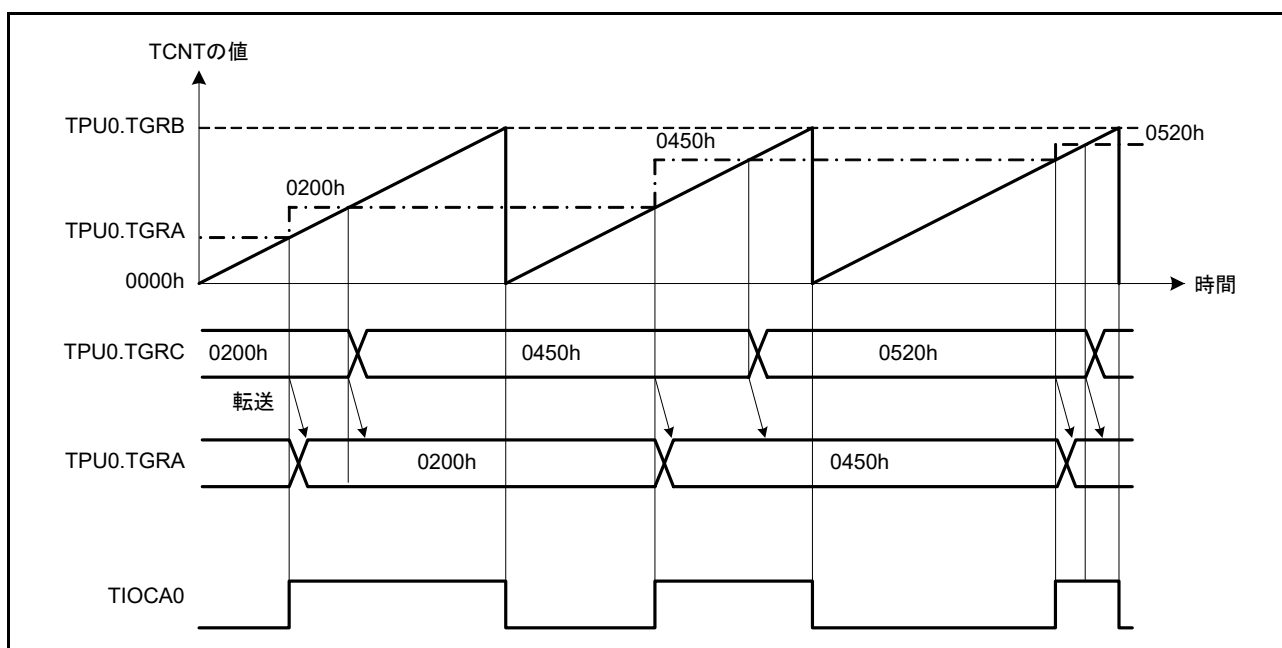 TCNTの値
TPU0.TGRB
0520h
0450h
0200h
TPU0.TGRA
0000h
時間
TPU0.TGRC
0200h
0450h
0520h
転送
TPU0.TGRA
0200h
0450h
TIOCA0